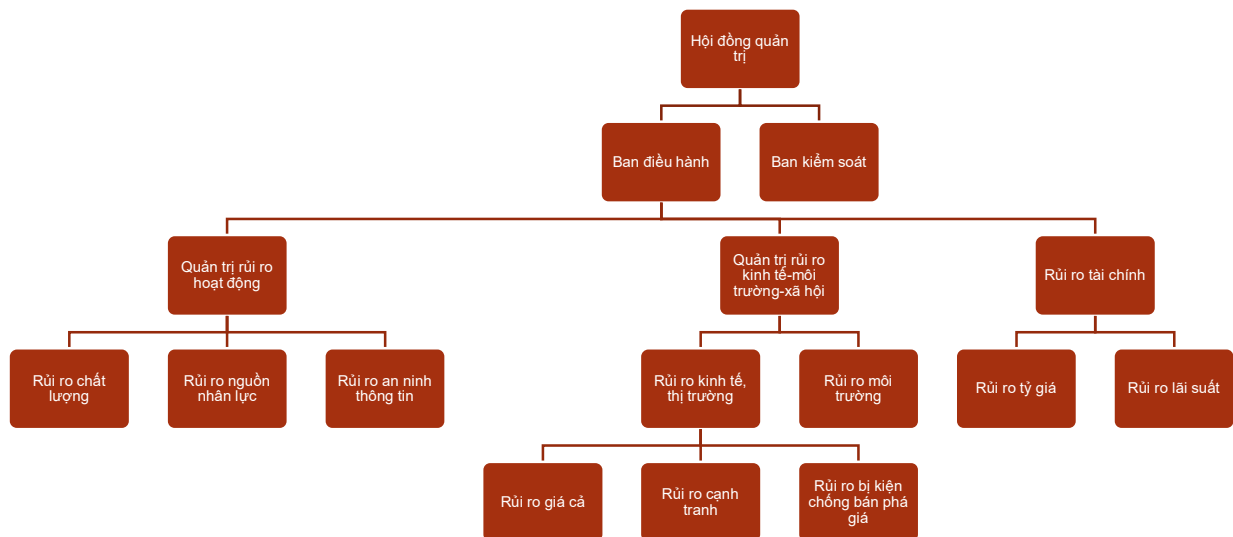 Hội đồng quản
trị
Ban điều hành
Ban kiểm soát
Quản trị rủi ro
hoạt động
Quản trị rủi ro
kinh tế-môi
trường-xã hội
Rủi ro tài chính
Rủi ro chất
lượng
Rủi ro nguồn
nhân lực
Rủi ro an ninh
thông tin
Rủi ro kinh tế,
thị trường
Rủi ro môi
trường
Rủi ro tỷ giá
Rủi ro lãi suất
Rủi ro giá cả
Rủi ro cạnh
tranh
Rủi ro bị kiện
chống bán phá
giá